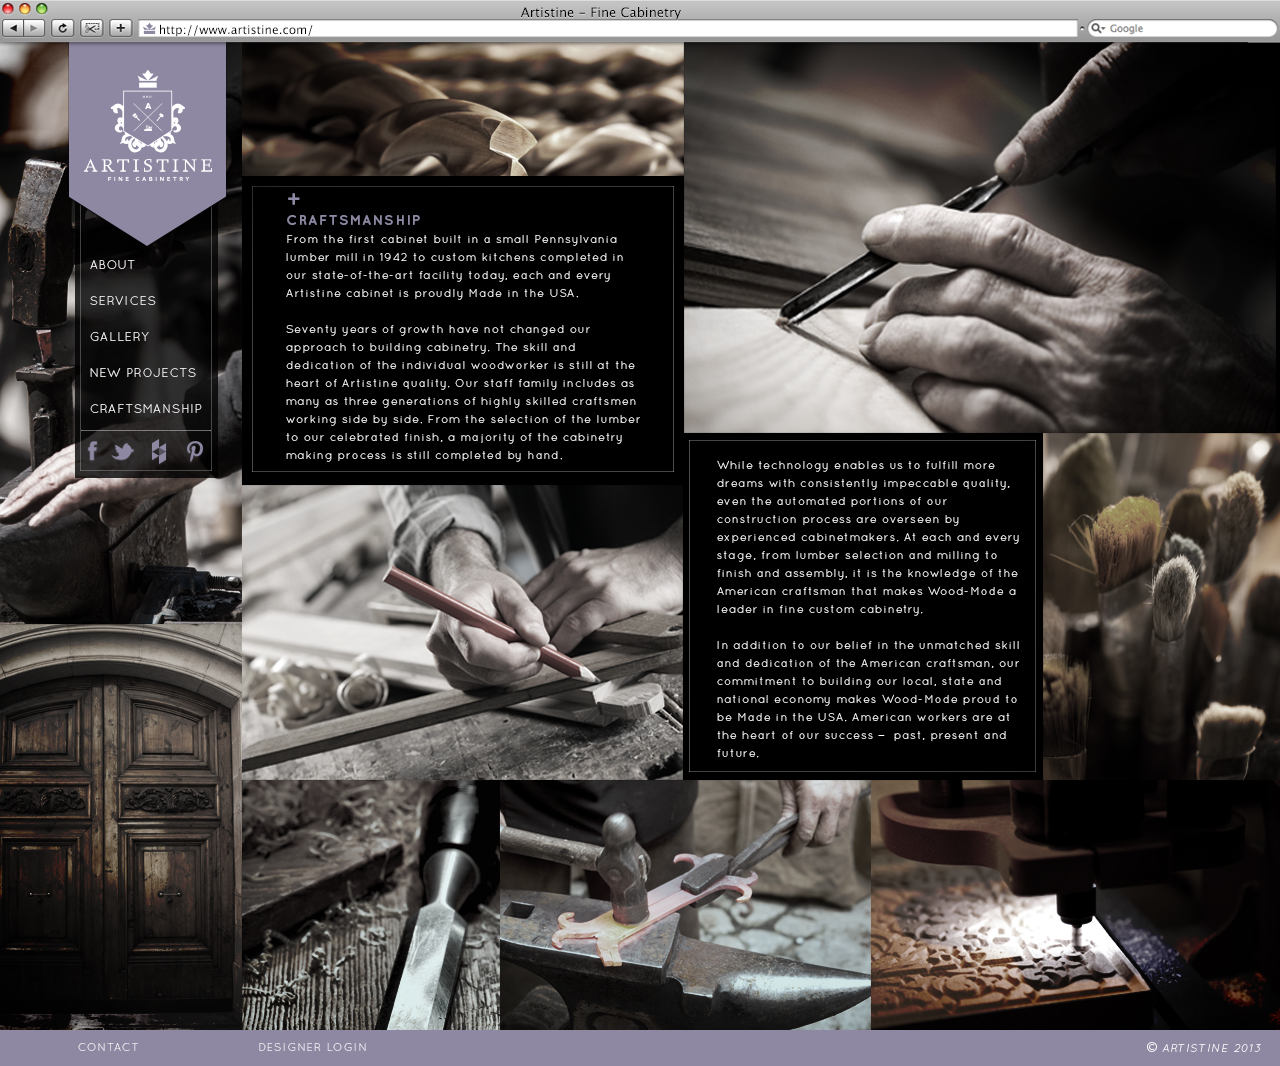 Artistine – Fine Cabinetry
http://www.artistine.com/
Google
A
ARTISTINE
FINE CABINETRY
ABOUT
SERVICES
GALLERY
NEW PROJECTS
CRAFTSMANSHIP
+
CRAFTSMANSHIP
From the first cabinet built in a small Pennsylvania
lumber mill in 1942 to custom kitchens completed in
our state-of-the-art facility today, each and every
Artistine cabinet is proudly Made in the USA.
Seventy years of growth have not changed our
approach to building cabinetry. The skill and
dedication of the individual woodworker is still at the
heart of Artistine quality. Our staff family includes as
many as three generations of highly skilled craftsmen
working side by side. From the selection of the lumber
to our celebrated finish, a majority of the cabinetry
making process is still completed by hand.
While technology enables us to fulfill more
dreams with consistently impeccable quality,
even the automated portions of our
construction process are overseen by
experienced cabinetmakers. At each and every
stage, from lumber selection and milling to
finish and assembly, it is the knowledge of the
American craftsman that makes Wood-Mode a
leader in fine custom cabinetry.
In addition to our belief in the unmatched skill
and dedication of the American craftsman, our
commitment to building our local, state and
national economy makes Wood-Mode proud to
be Made in the USA. American workers are at
the heart of our success – past, present and
future.
CONTACT
DESIGNER LOGIN
© ARTISTINE 2013